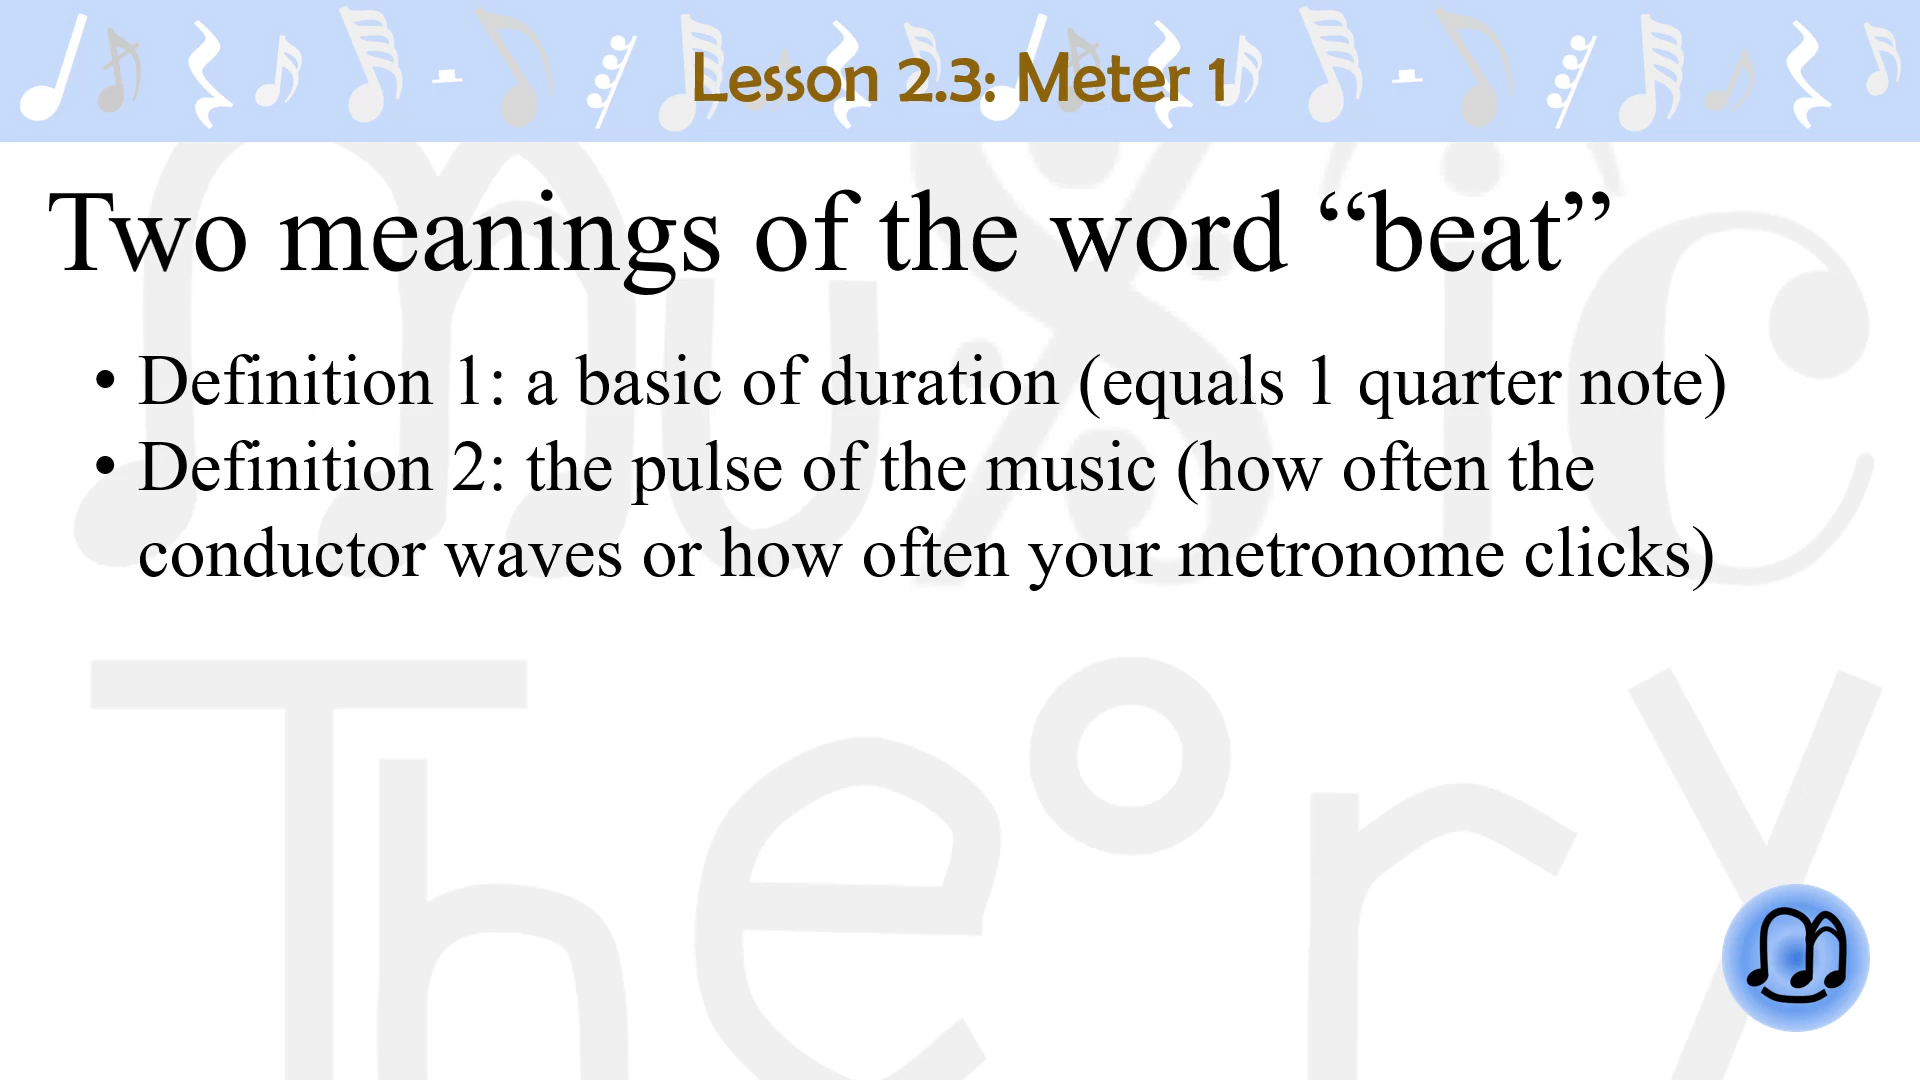 Lesson 2.3: Meter 1
Two meanings of the word “beat”
• Definition 1: a basic of duration (equals 1 quarter note)
• Definition 2: the pulse of the music (how often the
conductor waves or how often your metronome clicks)
music
Theory